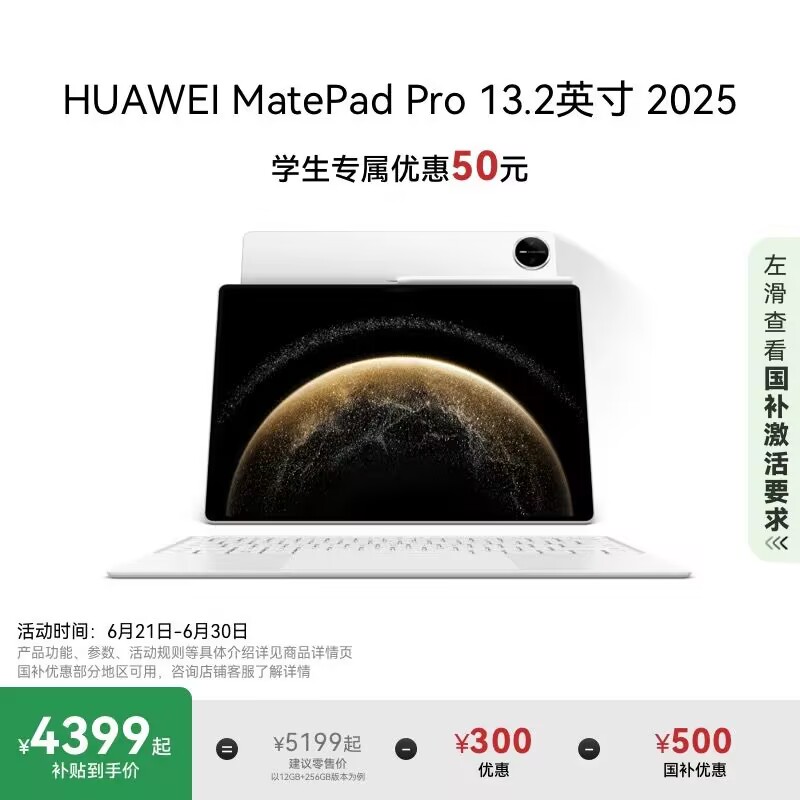 HUAWEI MatePad Pro 13.2英寸 2025
学生专属优惠50元
左滑查看国补激活要求
活动时间：6月21日-6月30日
产品功能、参数、活动规则等具体介绍详见商品详情页
国补优惠部分地区可用，咨询店铺客服了解详情
¥4399起
补贴到手价
=
¥5199起
建议零售价
以12GB+256GB版本为例
-
¥300
优惠
-
¥500
国补优惠